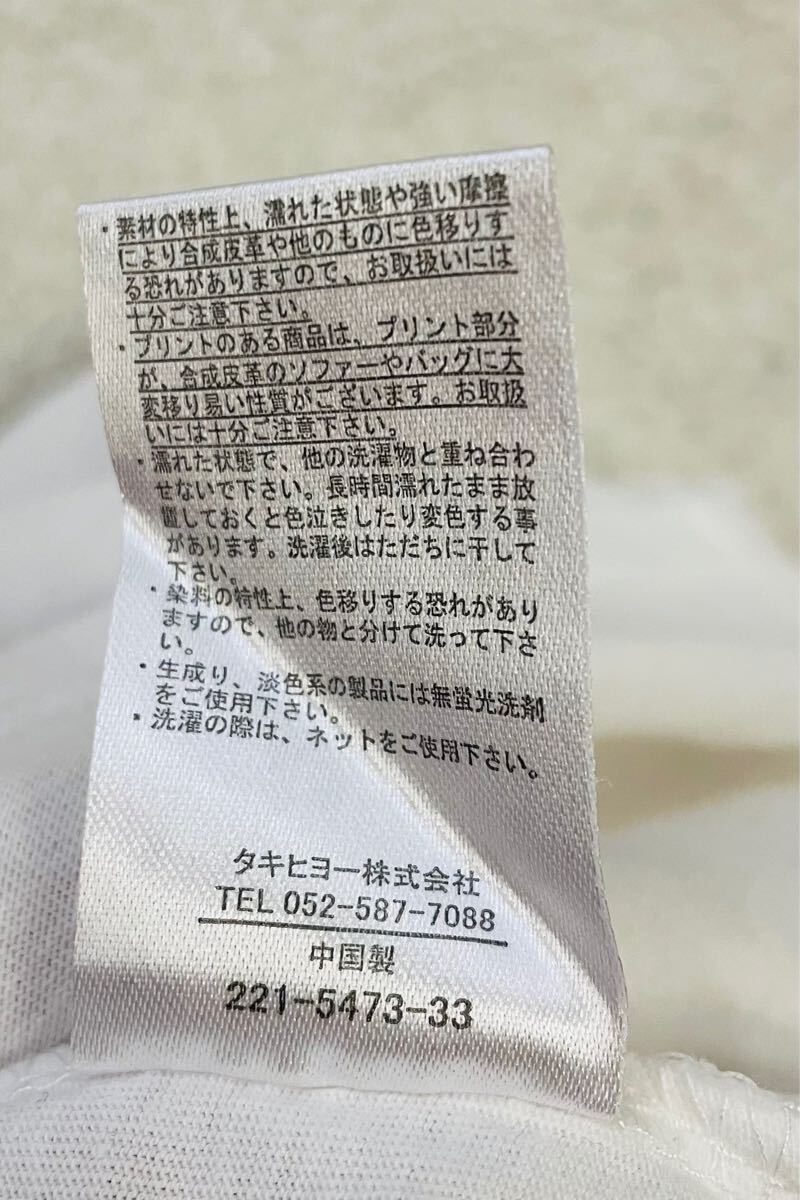 ・素材の特性上、濡れた状態や強い摩擦
により合成皮革や他のものに色移りす
る恐れがありますので、お取扱いには
十分ご注意下さい。
・プリントのある商品は、プリント部分
が、合成皮革のソファーやバッグに大
変移り易い性質がございます。お取扱
いには十分ご注意下さい。
・濡れた状態で、他の洗濯物と重ね合わ
せないで下さい。長時間濡れたまま放
置しておくと色泣きしたり変色する事
があります。洗濯後はただちに干して
下さい。
・染料の特性上、色移りする恐れがあり
ますので、他の物と分けて洗って下さ
い。
・生成り、淡色系の製品には無蛍光洗剤
をご使用下さい。
・洗濯の際は、ネットをご使用下さい。
タキヒヨー株式会社
TEL 052-587-7088
中国製
221-5473-33